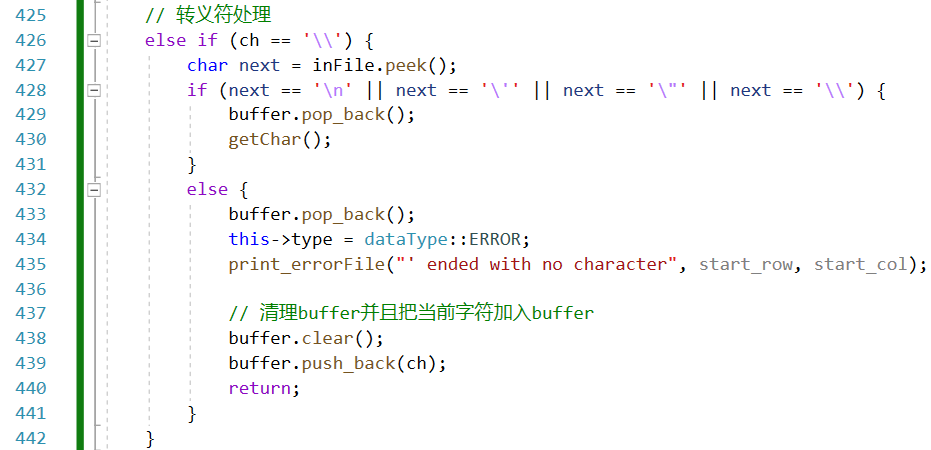 425 // 转义符处理
426 else if (ch == '\\') {
427 char next = inFile.peek();
428 if (next == '\n' || next == '\'' || next == '\"' || next == '\\') {
429 buffer.pop_back();
430 getChar();
431 }
432 else {
433 buffer.pop_back();
434 this->type = dataType::ERROR;
435 print_errorFile("' ended with no character", start_row, start_col);
436
437 // 清理buffer并且把当前字符加入buffer
438 buffer.clear();
439 buffer.push_back(ch);
440 return;
441 }
442 }